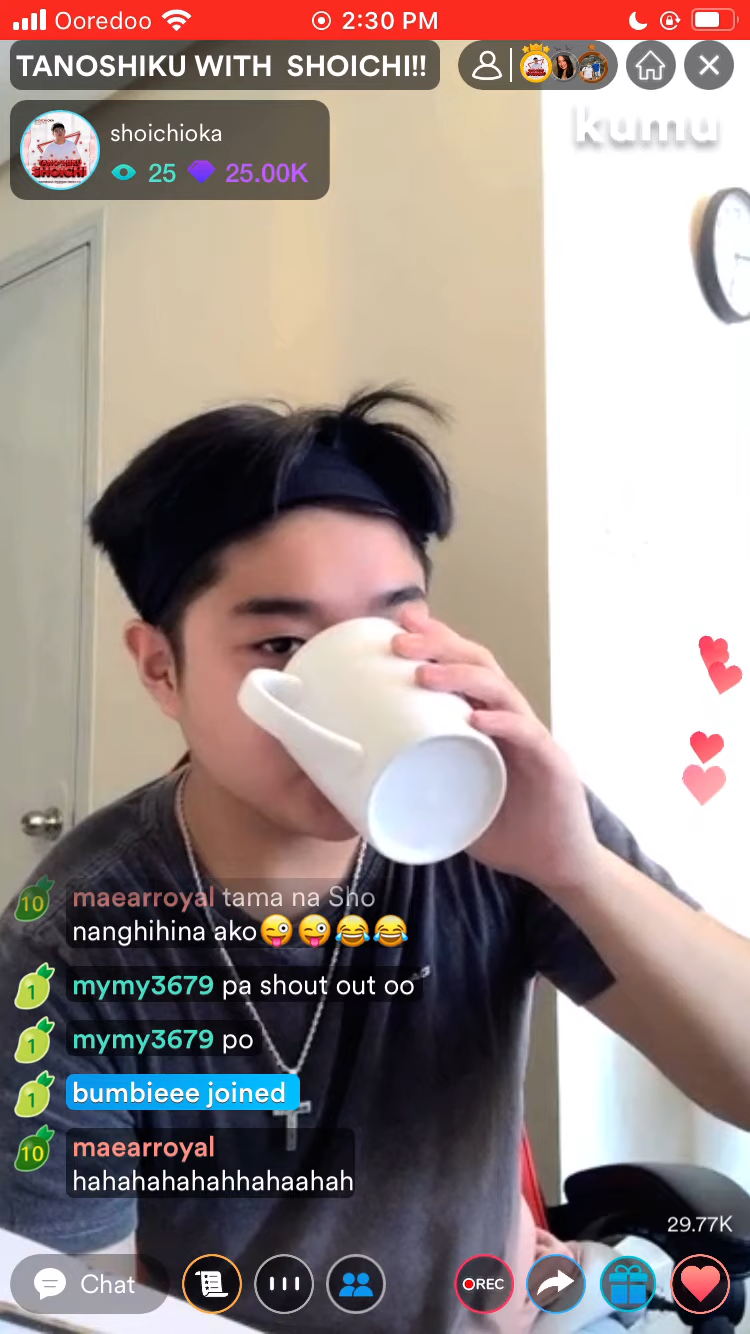 Ooredoo
2:30 PM
TANOSHIKU WITH SHOICHI!!
kumu
shoichioka
25 25.00K
TANOSHIKU
SHOICHI
10 maearroyal tama na Sho
nanghihina ako😜😜😂😂
1 mymy3679 pa shout out oo
1 mymy3679 po
1 bumbieee joined
10 maearroyal
hahahahahahhahaahah
29.77K
Chat
REC